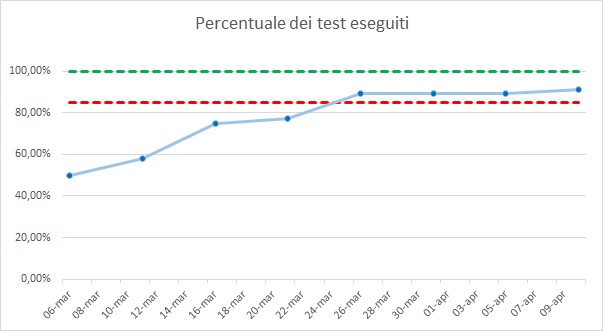 Percentuale dei test eseguiti
100,00%
80,00%
60,00%
40,00%
20,00%
0,00%
06-mar
08-mar
10-mar
12-mar
14-mar
16-mar
18-mar
20-mar
22-mar
24-mar
26-mar
28-mar
30-mar
01-apr
03-apr
05-apr
07-apr
09-apr